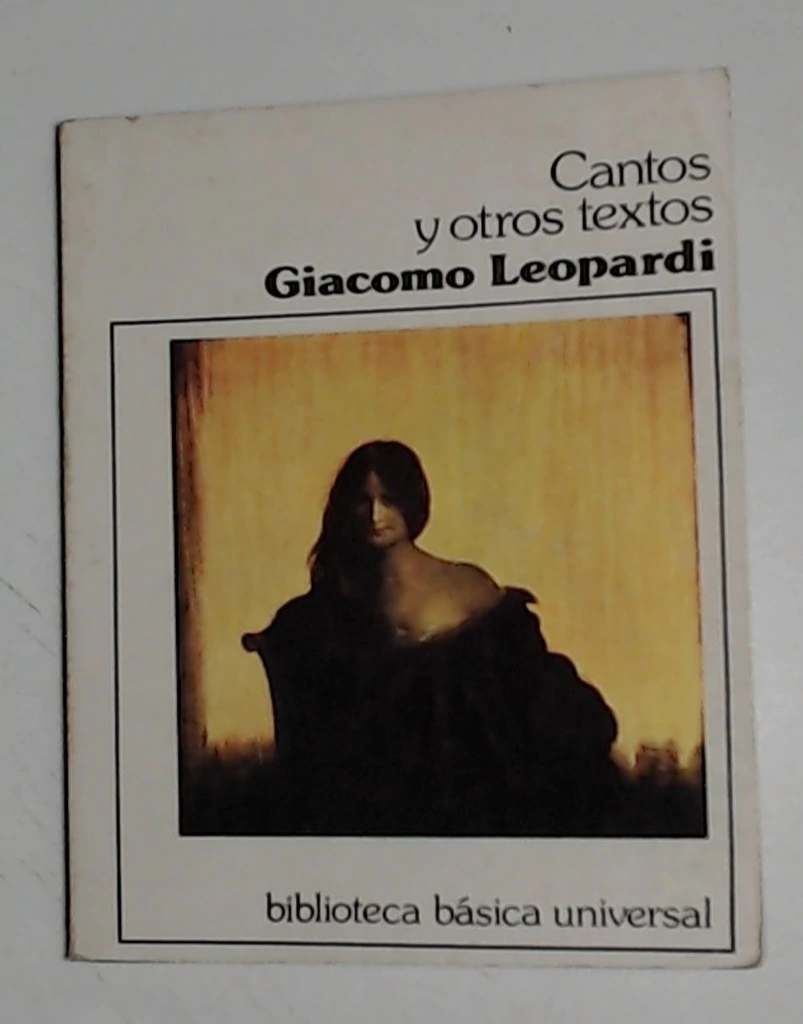 Cantos
y otros textos
Giacomo Leopardi
biblioteca básica universal